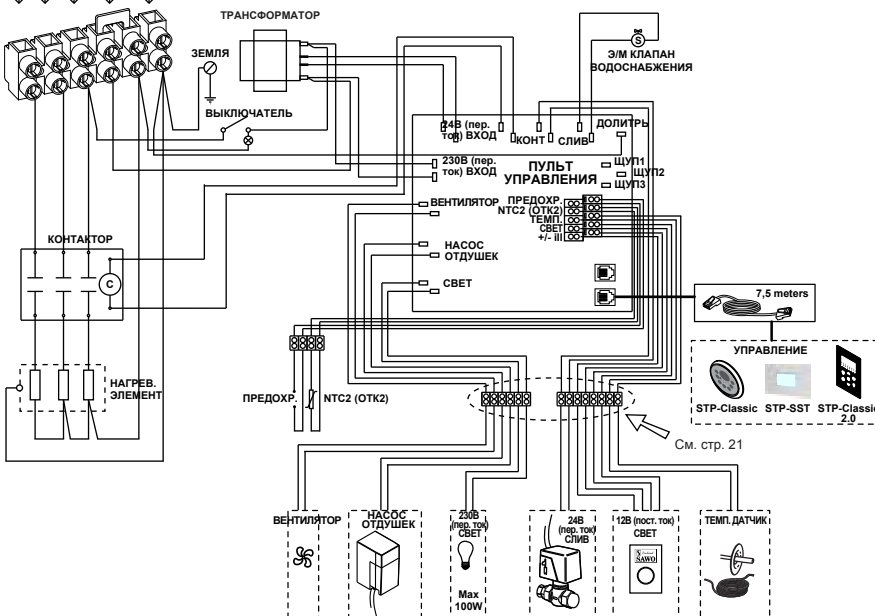 ТРАНСФОРМАТОР
ЗЕМЛЯ
Э/М КЛАПАН
ВОДОСНАБЖЕНИЯ
S
ВЫКЛЮЧАТЕЛЬ
24В (пер.
ток) ВХОД
КОНТ
СЛИВ
ДОЛИТРЬ
230В (пер.
ток) ВХОД
ПУЛЬТ
УПРАВЛЕНИЯ
ЩУП1
ЩУП2
ЩУП3
ВЕНТИЛЯТОР
ПРЕДОХР.
NTC2 (ОТК2)
ТЕМП.
СВЕТ
+/- ill
КОНТАКТОР
НАСОС
ОТДУШЕК
C
СВЕТ
7,5 meters
УПРАВЛЕНИЕ
НАГРЕВ.
ЭЛЕМЕНТ
ПРЕДОХР.
NTC2 (ОТК2)
STP-Classic
STP-SST
STP-Classic
2.0
См. стр. 21
ВЕНТИЛЯТОР
НАСОС
ОТДУШЕК
230В
(пер. ток)
СВЕТ
Max
100W
24В
(пер. ток)
СЛИВ
12В (пост. ток)
СВЕТ
SAWO
ТЕМП. ДАТЧИК